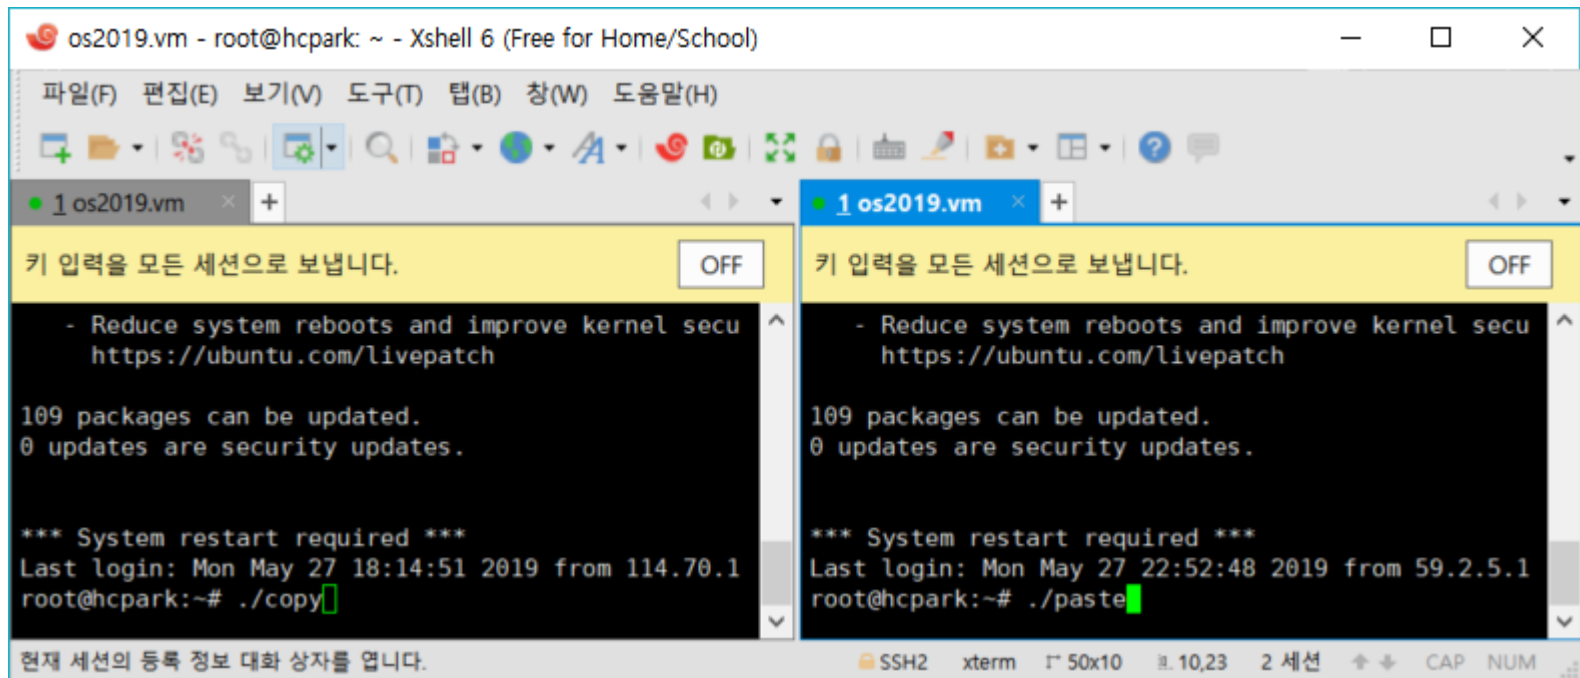 os2019.vm - root@hcpark: ~ - Xshell 6 (Free for Home/School)
파일(F) 편집(E) 보기(V) 도구(T) 탭(B) 창(W) 도움말(H)
1 os2019.vm
키 입력을 모든 세션으로 보냅니다. OFF
- Reduce system reboots and improve kernel secu
https://ubuntu.com/livepatch
109 packages can be updated.
0 updates are security updates.
*** System restart required ***
Last login: Mon May 27 18:14:51 2019 from 114.70.1
root@hcpark:~# ./copy
1 os2019.vm
키 입력을 모든 세션으로 보냅니다. OFF
- Reduce system reboots and improve kernel secu
https://ubuntu.com/livepatch
109 packages can be updated.
0 updates are security updates.
*** System restart required ***
Last login: Mon May 27 22:52:48 2019 from 59.2.5.1
root@hcpark:~# ./paste
현재 세션의 등록 정보 대화 상자를 엽니다. SSH2 xterm 50x10 10,23 2 세션 CAP NUM